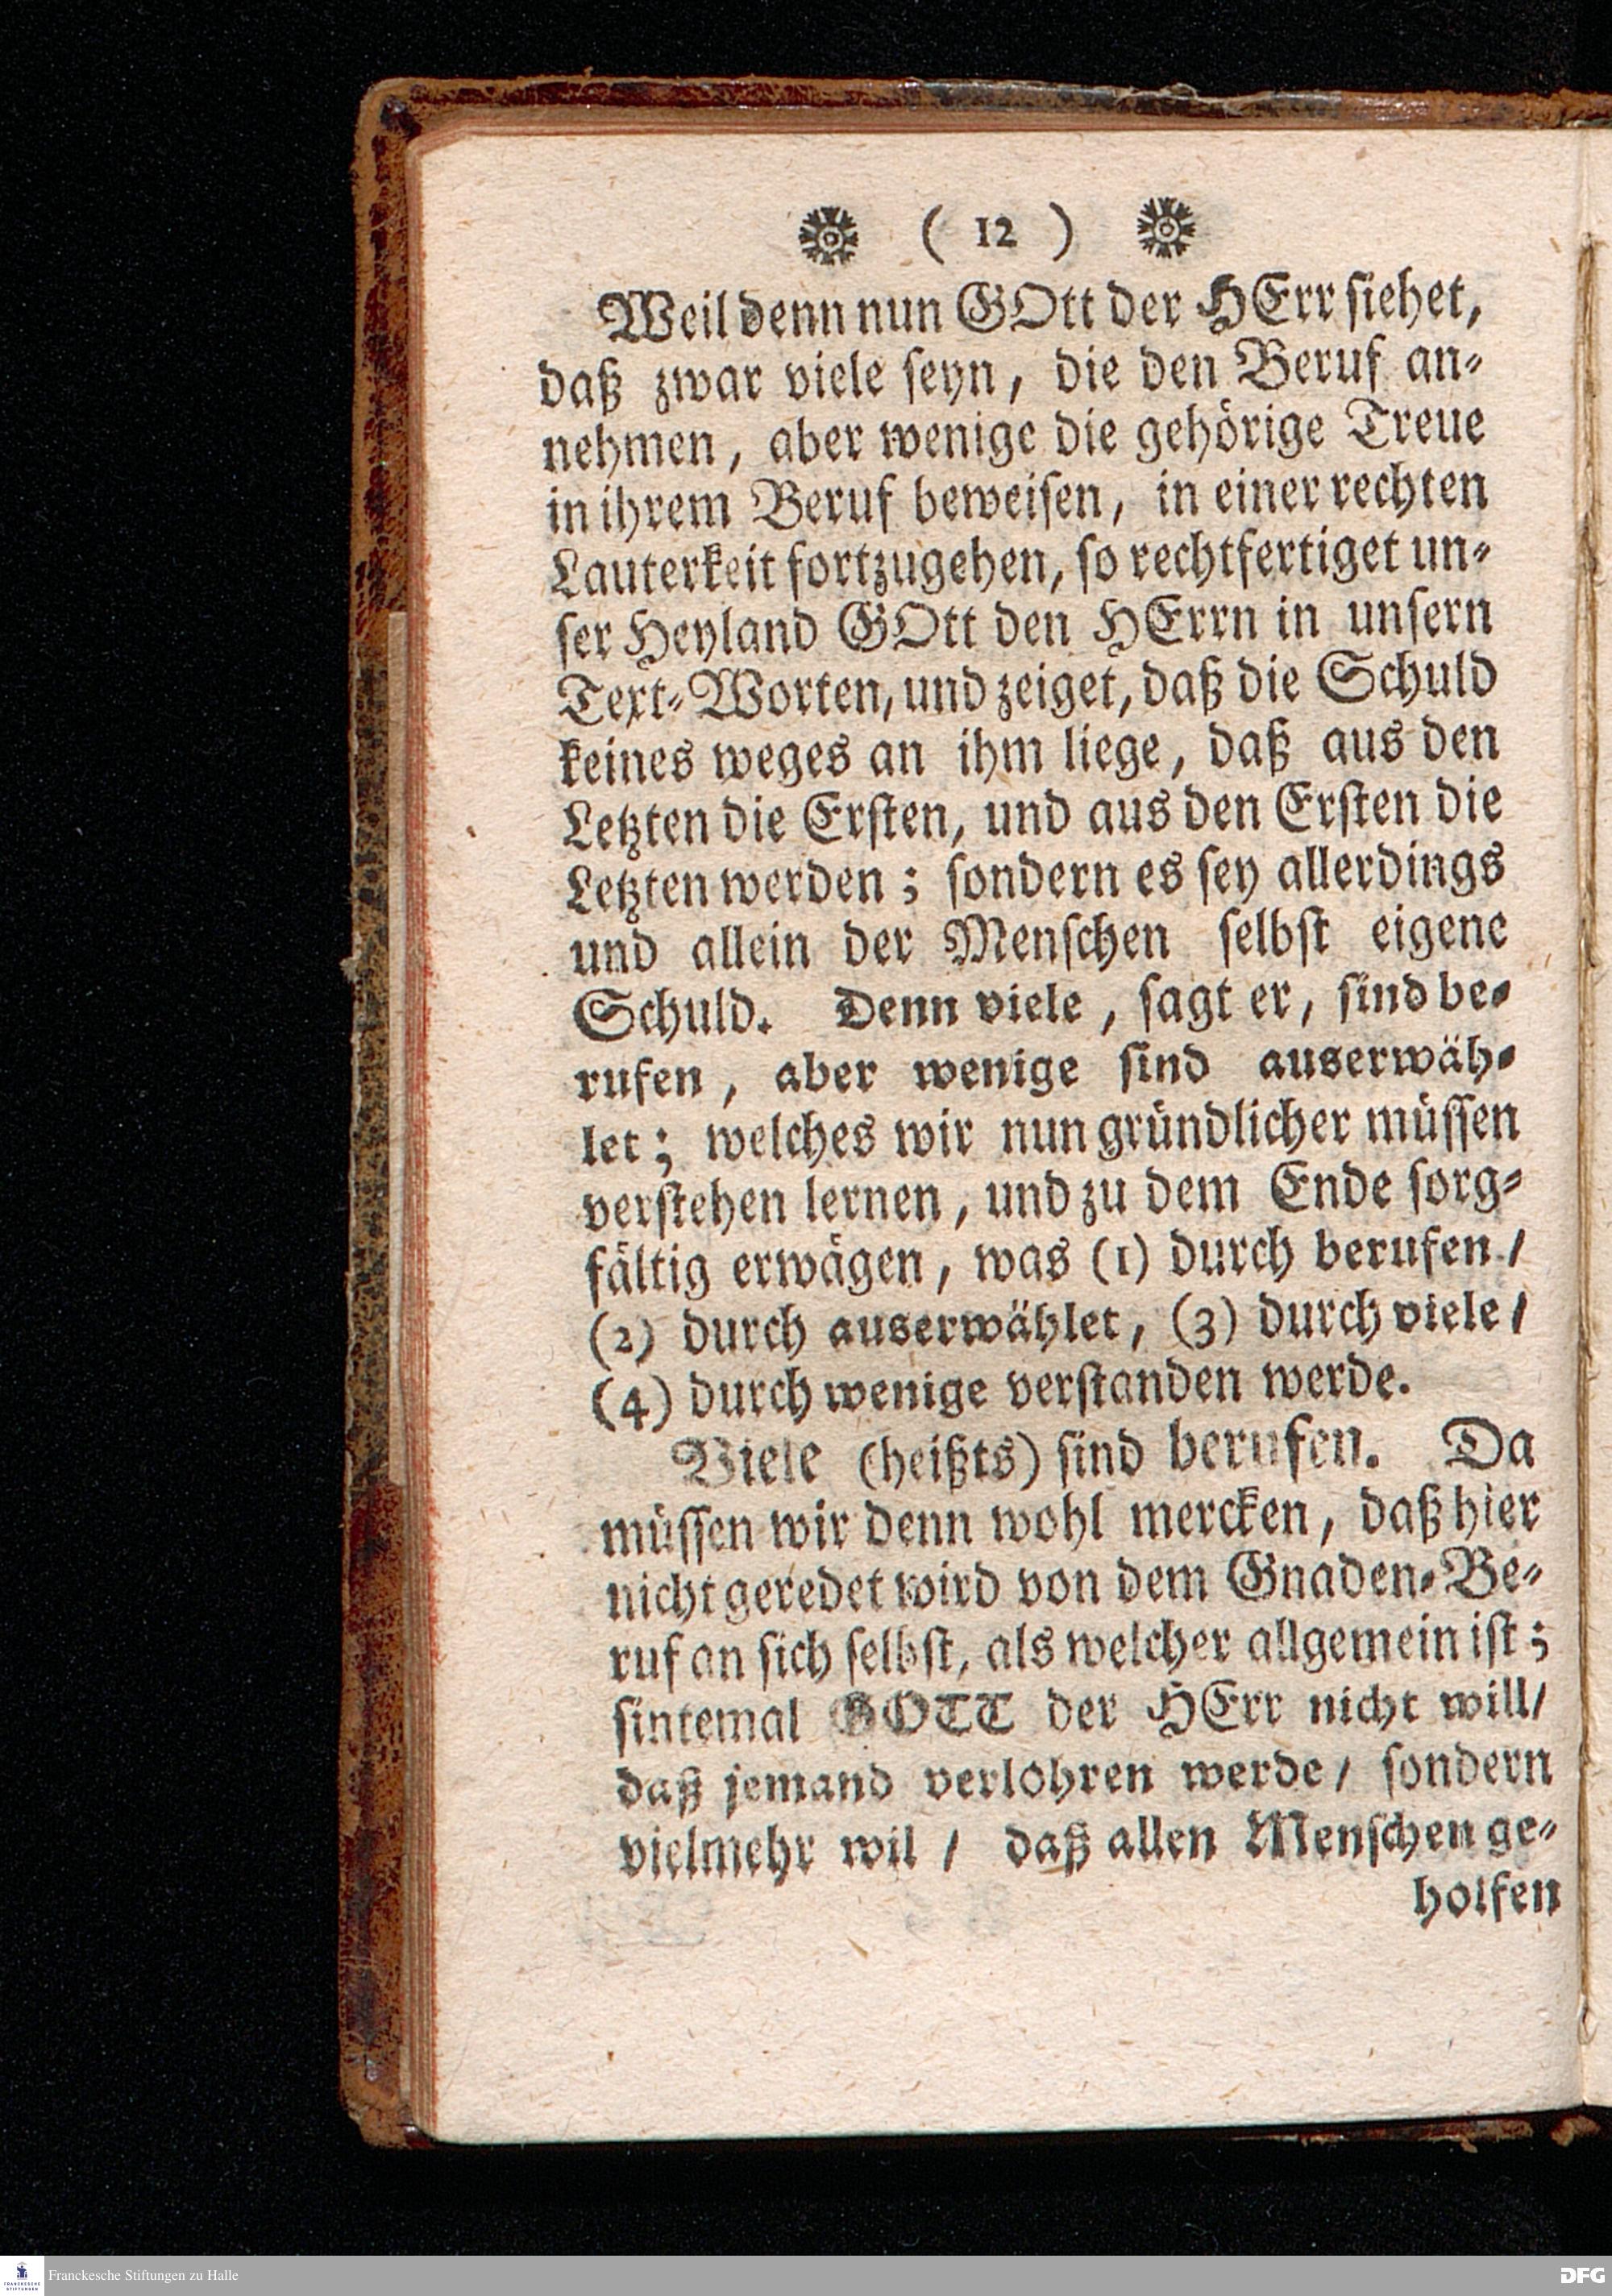 ( 12 )
Weil denn nun GOtt der HErr siehet,
daß zwar viele seyn, die den Beruf an-
nehmen, aber wenige die gehörige Treue
in ihrem Beruf beweisen, in einer rechten
Lauterkeit fortzugehen, so rechtfertiget un-
ser Heyland GOtt den HErrn in unsern
Text-Worten, und zeiget, daß die Schuld
keines weges an ihm liege, daß aus den
Letzten die Ersten, und aus den Ersten die
Letzten werden; sondern es sey allerdings
und allein der Menschen selbst eigene
Schuld. Denn viele, sagt er, sind be-
rufen, aber wenige sind auserwäh-
let; welches wir nun gründlicher müssen
verstehen lernen, und zu dem Ende sorg-
fältig erwägen, was (1) durch berufen /
(2) durch auserwählet, (3) durch viele /
(4) durch wenige verstanden werde.
Viele (heißts) sind berufen. Da
müssen wir denn wohl mercken, daß hier
nicht geredet wird von dem Gnaden-Be-
ruf an sich selbst, als welcher allgemein ist;
sintemal GOTT der HErr nicht will /
daß jemand verlohren werde / sondern
vielmehr wil / daß allen Menschen ge-
holfen
FRANCKESCHE
STIFTUNGEN
Franckesche Stiftungen zu Halle
DFG